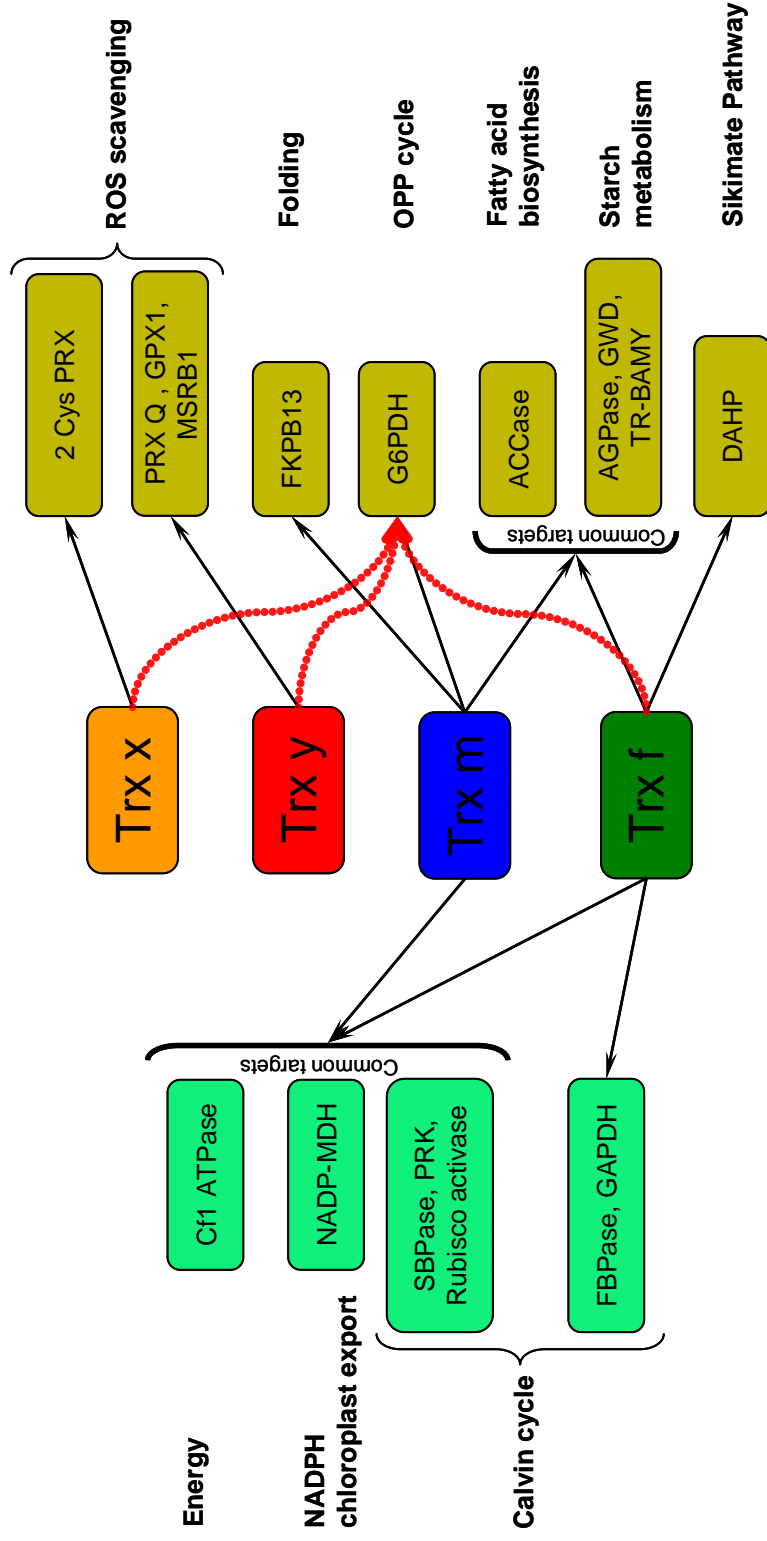 Energy
NADPH
chloroplast export
Calvin cycle
Cf1 ATPase
NADP-MDH
SBPase, PRK,
Rubisco activase
FBPase, GAPDH
Common targets
Trx x
Trx y
Trx m
Trx f
Common targets
2 Cys PRX
PRX Q , GPX1,
MSRB1
FKPB13
G6PDH
ACCase
AGPase, GWD,
TR-BAMY
DAHP
ROS scavenging
Folding
OPP cycle
Fatty acid
biosynthesis
Starch
metabolism
Sikimate Pathway